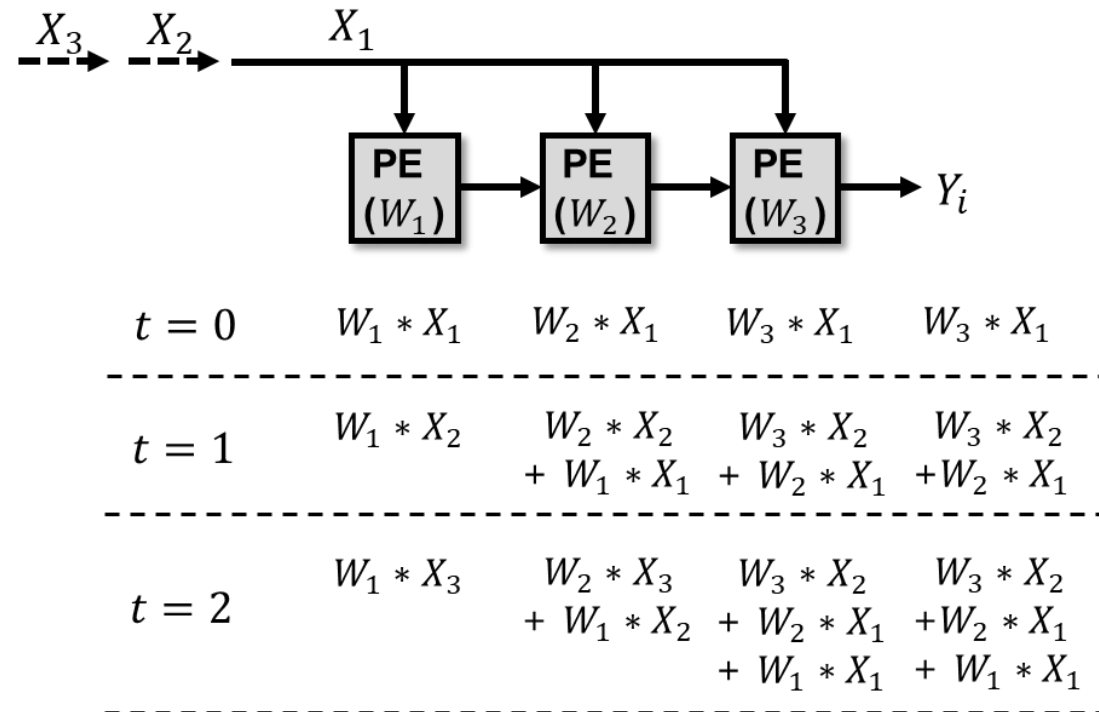 X₃ X₂ X₁
PE PE PE
(W₁) (W₂) (W₃) Yᵢ
t = 0 W₁ * X₁ W₂ * X₁ W₃ * X₁ W₃ * X₁
t = 1 W₁ * X₂ W₂ * X₂ W₃ * X₂ W₃ * X₂
+ W₁ * X₁ + W₂ * X₁ +W₂ * X₁
t = 2 W₁ * X₃ W₂ * X₃ W₃ * X₂ W₃ * X₂
+ W₁ * X₂ + W₂ * X₁ +W₂ * X₁
+ W₁ * X₁ + W₁ * X₁